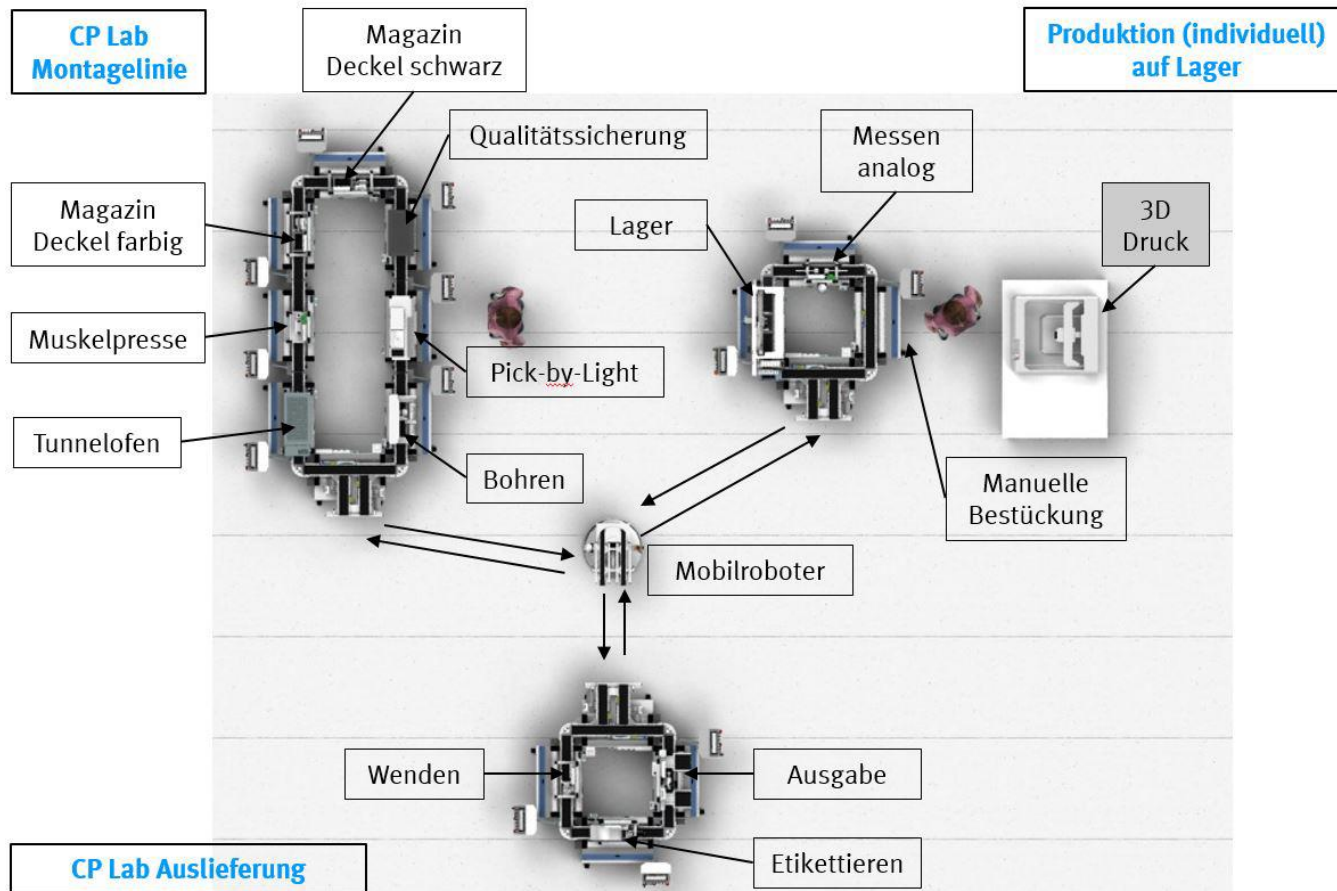 CP Lab
Montagelinie
Magazin
Deckel schwarz
Produktion (individuell)
auf Lager
Qualitätssicherung
Messen
analog
Magazin
Deckel farbig
Lager
3D
Druck
Muskelpresse
Pick-by-Light
Tunnelofen
Bohren
Manuelle
Bestückung
Mobilroboter
Wenden
Ausgabe
CP Lab Auslieferung
Etikettieren